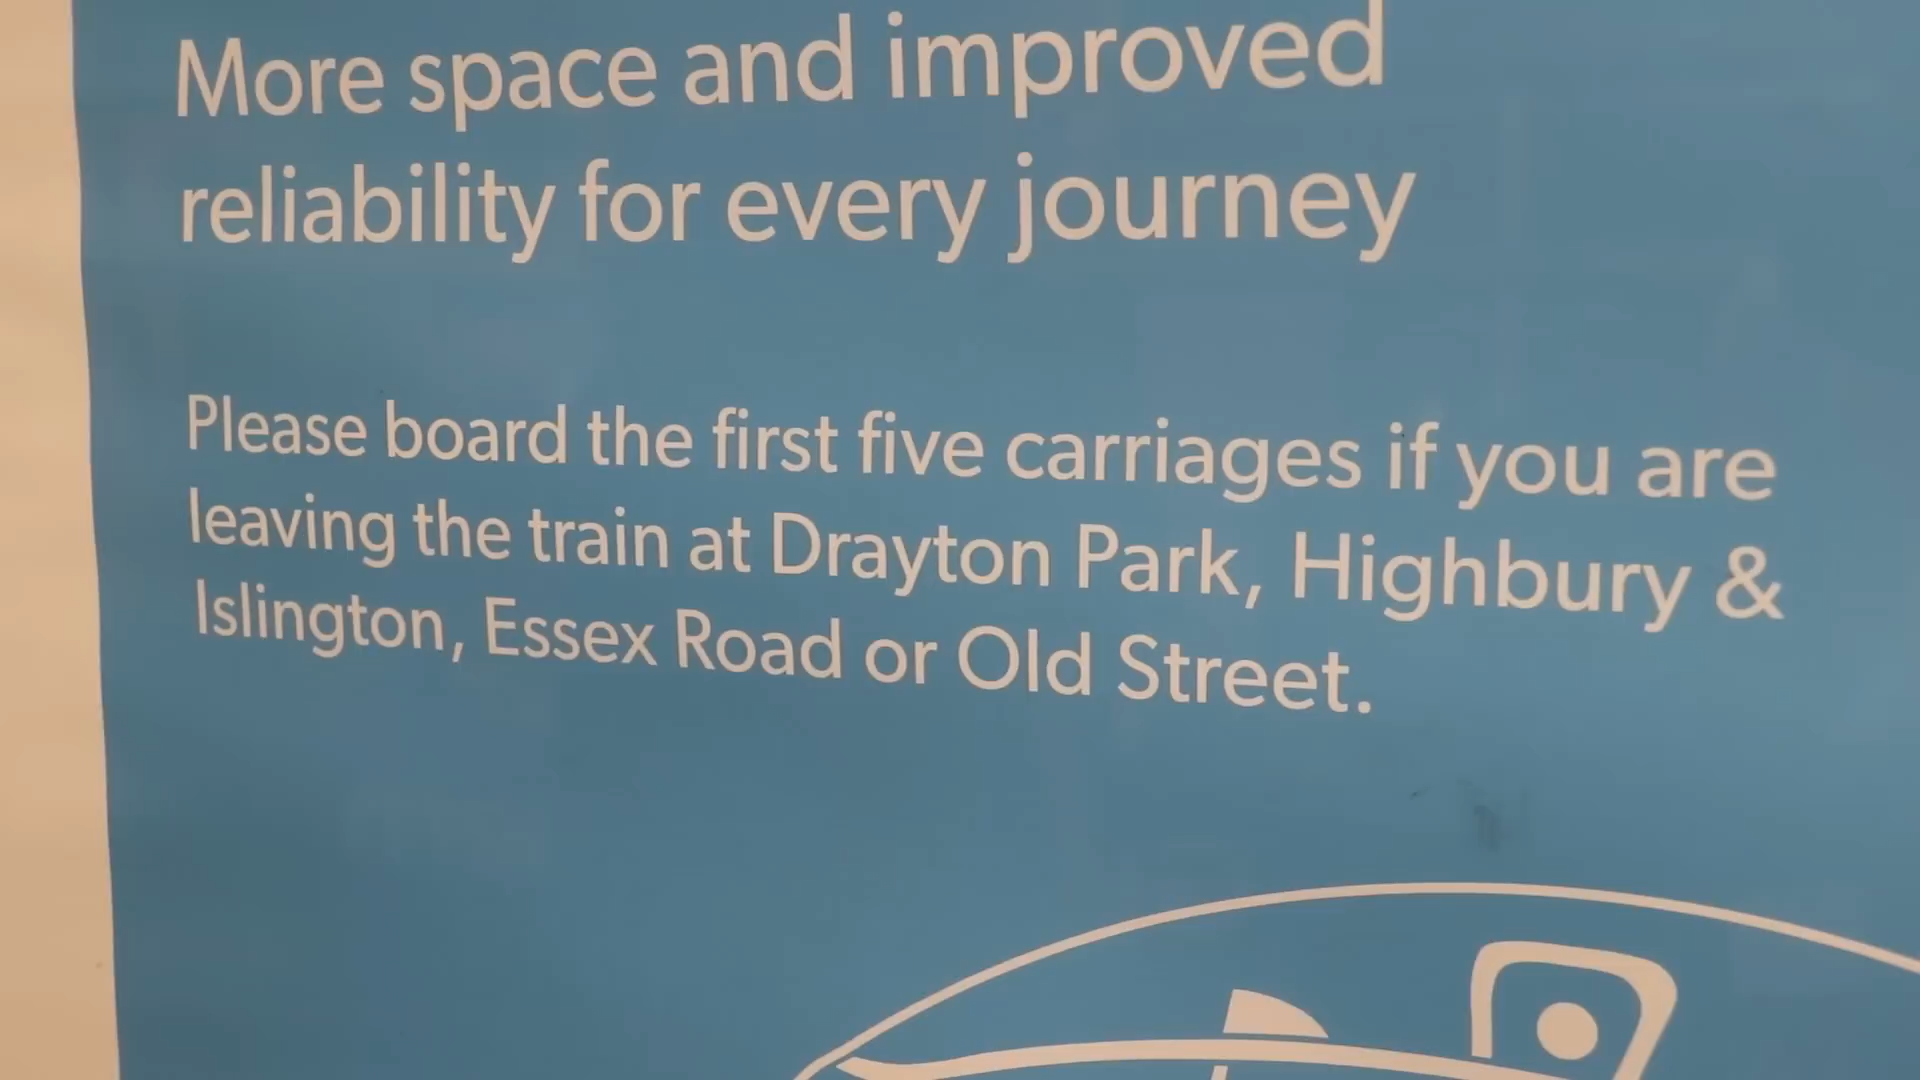 More space and improved
reliability for every journey
Please board the first five carriages if you are
leaving the train at Drayton Park, Highbury &
Islington, Essex Road or Old Street.